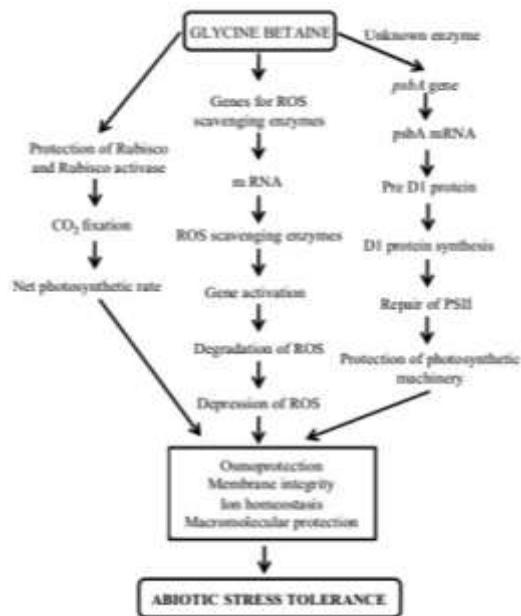 GLYCINE BETAINE
Unknown enzyme
Genes for ROS
scavenging enzymes
psbA gene
Protection of Rubisco
and Rubisco activase
m RNA
psbA mRNA
CO₂ fixation
ROS scavenging enzymes
Pre D1 protein
Net photosynthetic rate
Gene activation
D1 protein synthesis
Degradation of ROS
Repair of PSII
Depression of ROS
Protection of photosynthetic
machinery
Osmoprotection
Membrane integrity
Ion homeostasis
Macromolecular protection
ABIOTIC STRESS TOLERANCE